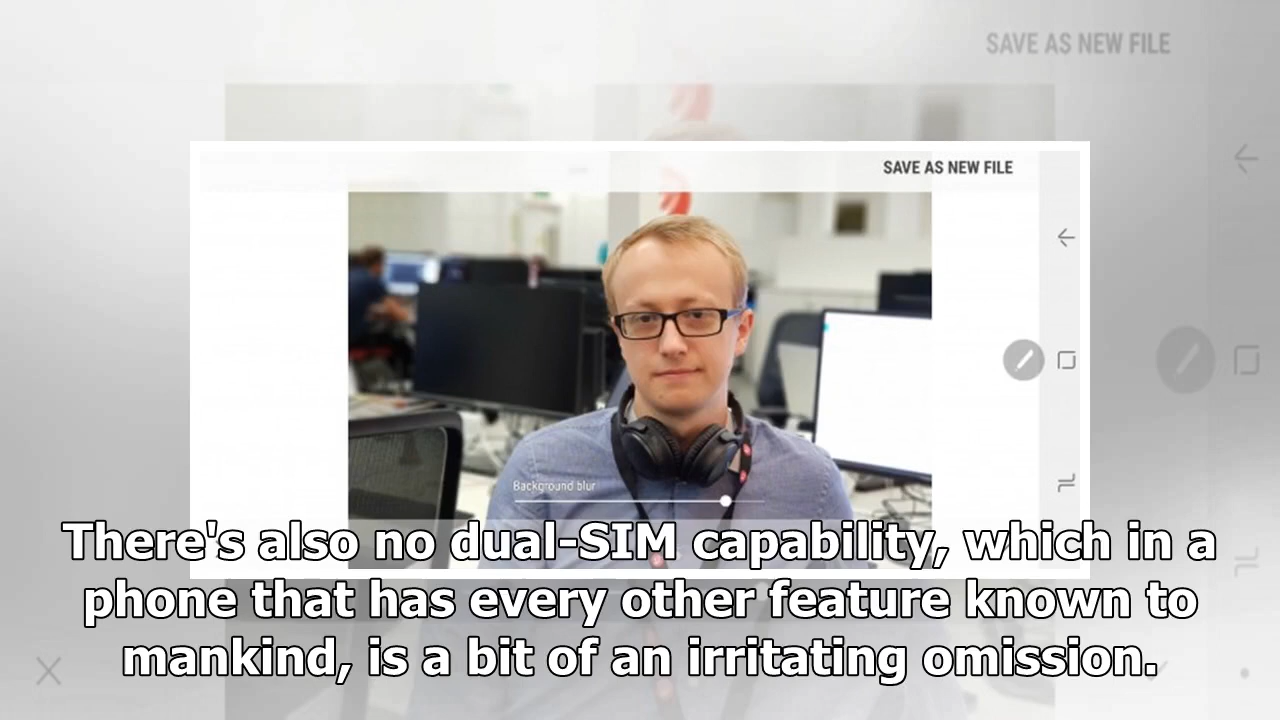 SAVE AS NEW FILE
SAVE AS NEW FILE
Background blur
There's also no dual-SIM capability, which in a
phone that has every other feature known to
mankind, is a bit of an irritating omission.